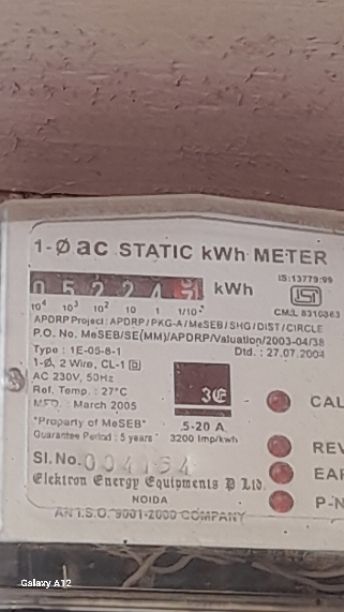 1-Ø ac STATIC kWh METER
IS:13779:99
0 5 2 2 4 kWh
10⁴ 10³ 10² 10 1 1/10
CM/L 8310363
APDRP Project: APDRP/PKG-A/MeSEB/SHG/DIST/CIRCLE
P.O. No. MeSEB/SE(MM)/APDRP/Valuation/2003-04/38
Type : 1E-05-8-1 Dtd. : 27.07.2004
1-Ø, 2 Wire, CL-1
AC 230V, 50Hz
Ref. Temp. : 27°C
MFD. : March 2005
"Property of MeSEB" 5-20 A
Guarantee Period : 5 years 3200 Imp/kwh
CAL
REV
EAR
P-N
Sl. No. 004154
Elektron Energy Equipments P Ltd.
NOIDA
AN I.S.O. 9001-2000 COMPANY
Galaxy A12